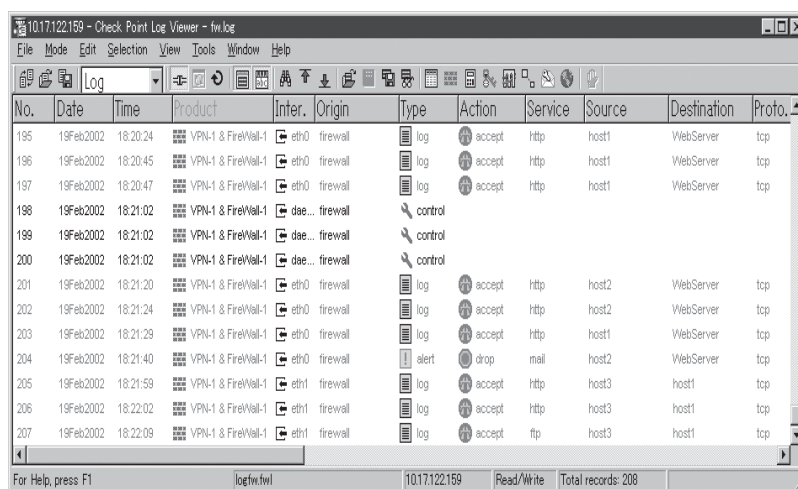 10.17.122.159 - Check Point Log Viewer - fw.log
File Mode Edit Selection View Tools Window Help
Log
No. Date Time Product Inter. Origin Type Action Service Source Destination Proto.
195 19Feb2002 18:20:24 VPN-1 & FireWall-1 eth0 firewall log accept http host1 WebServer tcp
196 19Feb2002 18:20:45 VPN-1 & FireWall-1 eth0 firewall log accept http host1 WebServer tcp
197 19Feb2002 18:20:47 VPN-1 & FireWall-1 eth0 firewall log accept http host1 WebServer tcp
198 19Feb2002 18:21:02 VPN-1 & FireWall-1 dae... firewall control
199 19Feb2002 18:21:02 VPN-1 & FireWall-1 dae... firewall control
200 19Feb2002 18:21:02 VPN-1 & FireWall-1 dae... firewall control
201 19Feb2002 18:21:20 VPN-1 & FireWall-1 eth0 firewall log accept http host2 WebServer tcp
202 19Feb2002 18:21:24 VPN-1 & FireWall-1 eth0 firewall log accept http host2 WebServer tcp
203 19Feb2002 18:21:29 VPN-1 & FireWall-1 eth0 firewall log accept http host1 WebServer tcp
204 19Feb2002 18:21:40 VPN-1 & FireWall-1 eth0 firewall alert drop mail host2 WebServer tcp
205 19Feb2002 18:21:59 VPN-1 & FireWall-1 eth1 firewall log accept http host3 host1 tcp
206 19Feb2002 18:22:02 VPN-1 & FireWall-1 eth1 firewall log accept http host3 host1 tcp
207 19Feb2002 18:22:09 VPN-1 & FireWall-1 eth1 firewall log accept ftp host3 host1 tcp
For Help, press F1 logfw.fwl 10.17.122.159 Read/Write Total records: 208